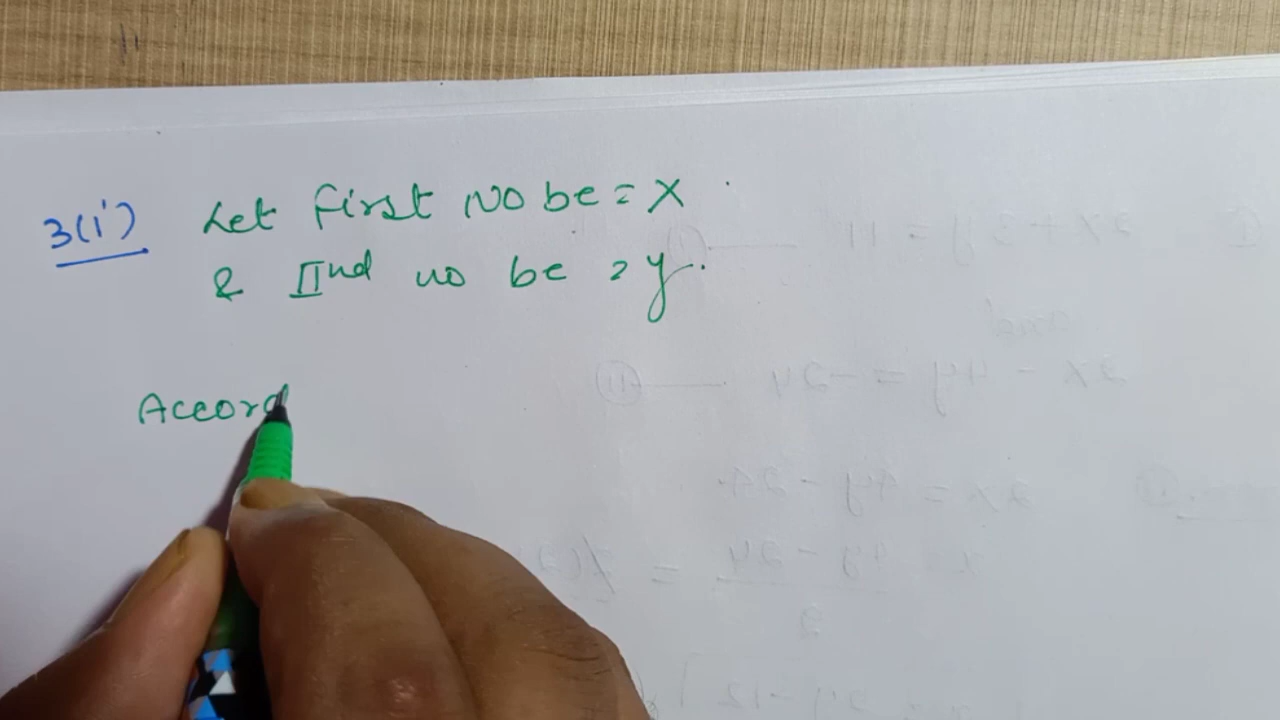 3(i) Let first No be = X
& IInd no be = y.
Accord